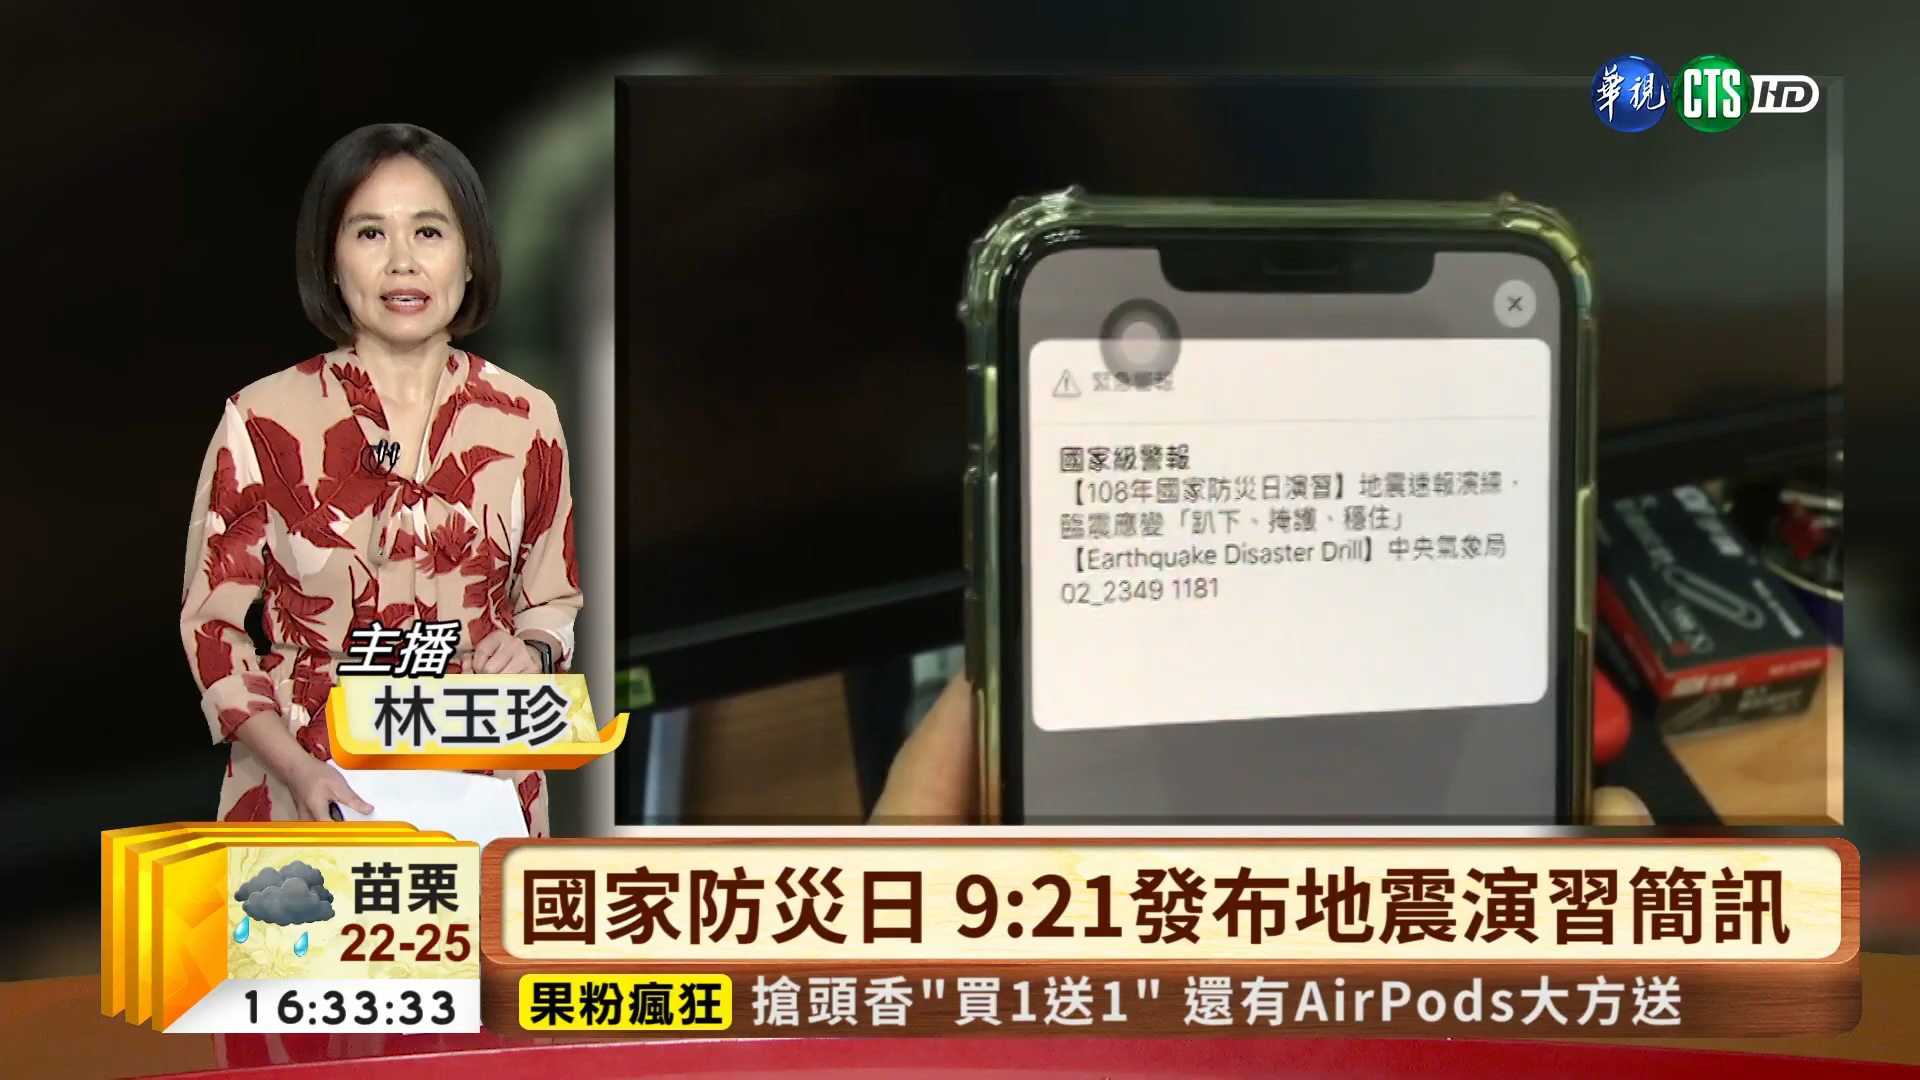 華視 CTS HD
緊急警報
國家級警報
【108年國家防災日演習】地震速報演練，
臨震應變「趴下、掩護、穩住」
【Earthquake Disaster Drill】中央氣象局
02_2349 1181
主播
林玉珍
苗栗
22-25
16:33:33
國家防災日 9:21發布地震演習簡訊
果粉瘋狂 搶頭香"買1送1" 還有AirPods大方送